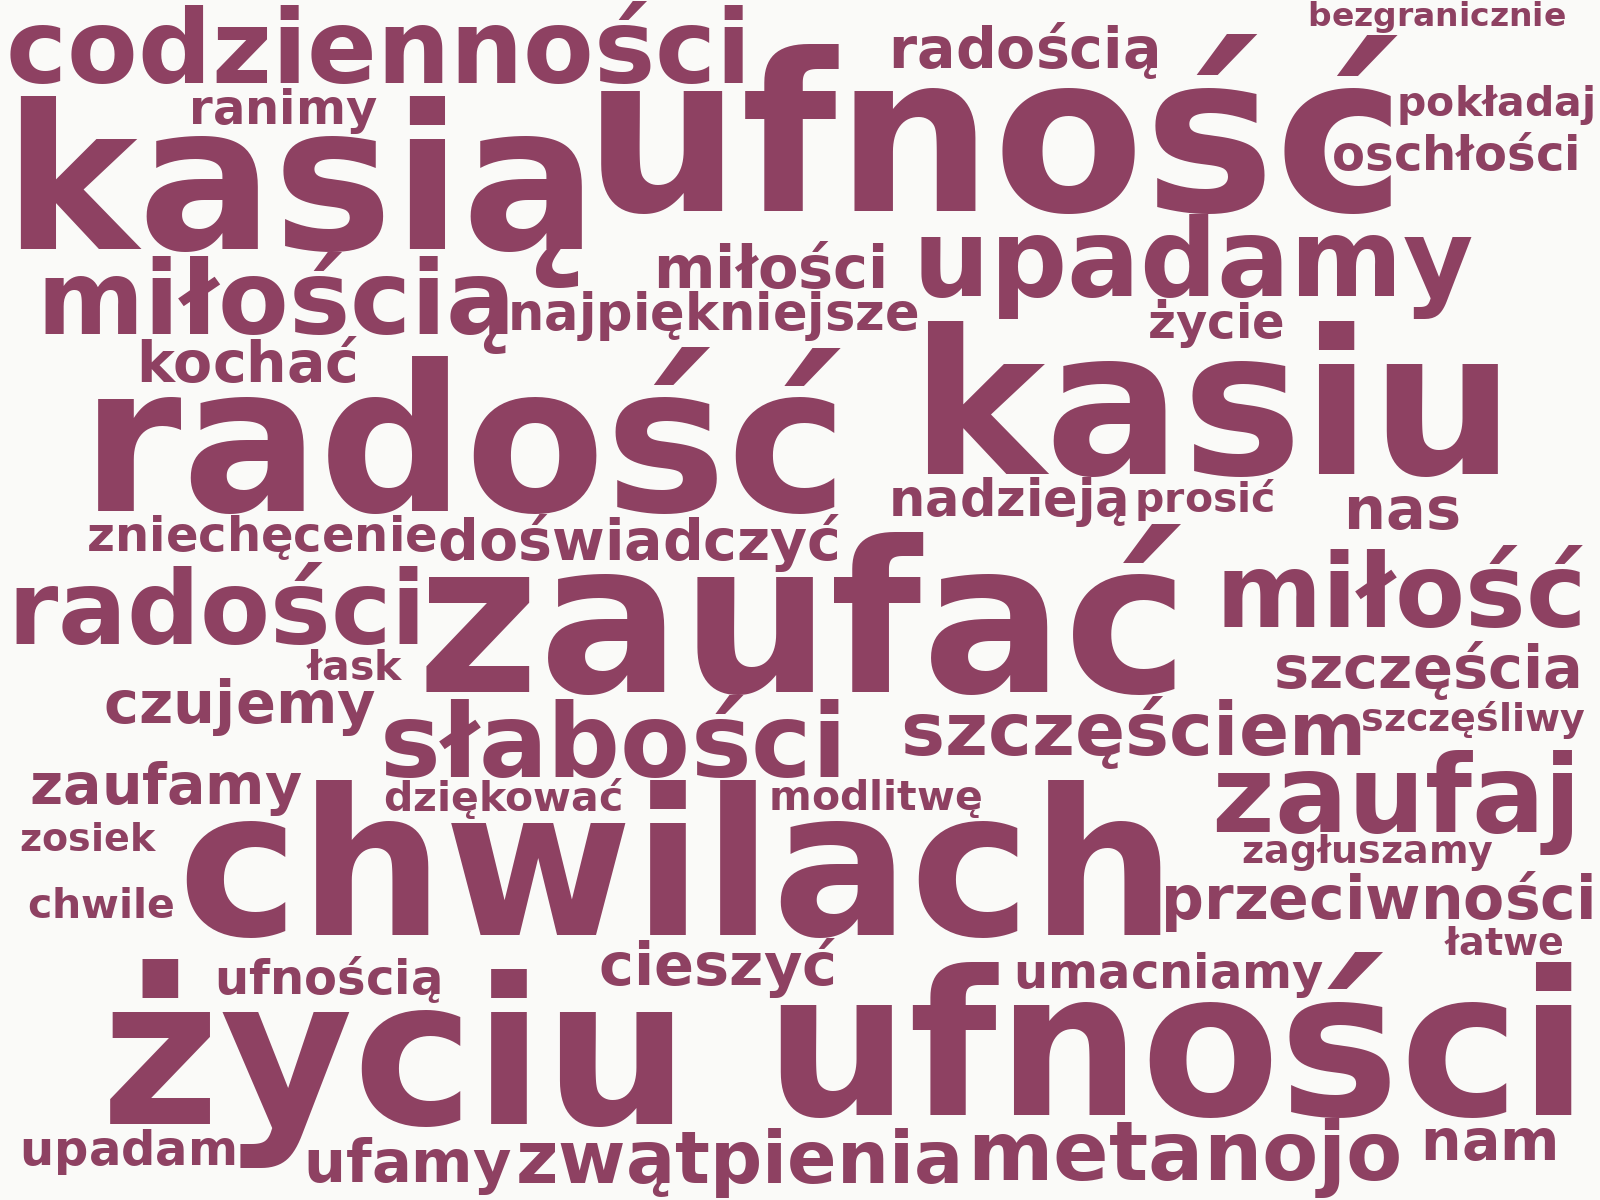 codzienności
bezgranicznie
radością
ufność
ranimy
pokładaj
kasią
oschłości
upadamy
miłości
miłością
najpiękniejsze
życie
kochać
kasiu
radość
nadzieją
prosić
nas
zniechęcenie
doświadczyć
zaufać
miłość
radości
łask
szczęścia
czujemy
słabości
szczęściem
szczęśliwy
zaufamy
dziękować
modlitwę
zaufaj
zosiek
chwilach
zagłuszamy
chwile
przeciwności
łatwe
ufnością
cieszyć
umacniamy
życiu
ufności
upadam
ufamy
zwątpienia
metanojo
nam